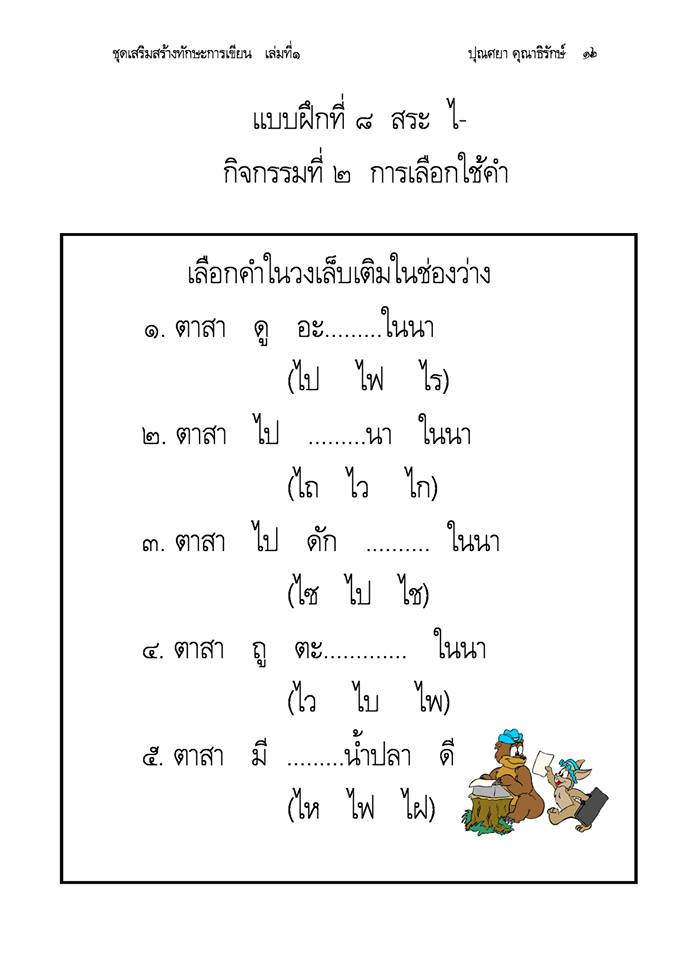 ชุดเสริมสร้างทักษะการเขียน เล่มที่๑ ปุณศยา คุณาธิรักษ์ ๑๒
แบบฝึกที่ ๘ สระ ไ-
กิจกรรมที่ ๒ การเลือกใช้คำ
เลือกคำในวงเล็บเติมในช่องว่าง
๑. ตาสา ดู อะ.........ในนา
(ไป ไฟ ไร)
๒. ตาสา ไป .........นา ในนา
(ไถ ไว ไก)
๓. ตาสา ไป ดัก .......... ในนา
(ไซ ไป ไช)
๔. ตาสา ถู ตะ............. ในนา
(ไว ไบ ไพ)
๕. ตาสา มี .........น้ำปลา ดี
(ไห ไฟ ไฝ)